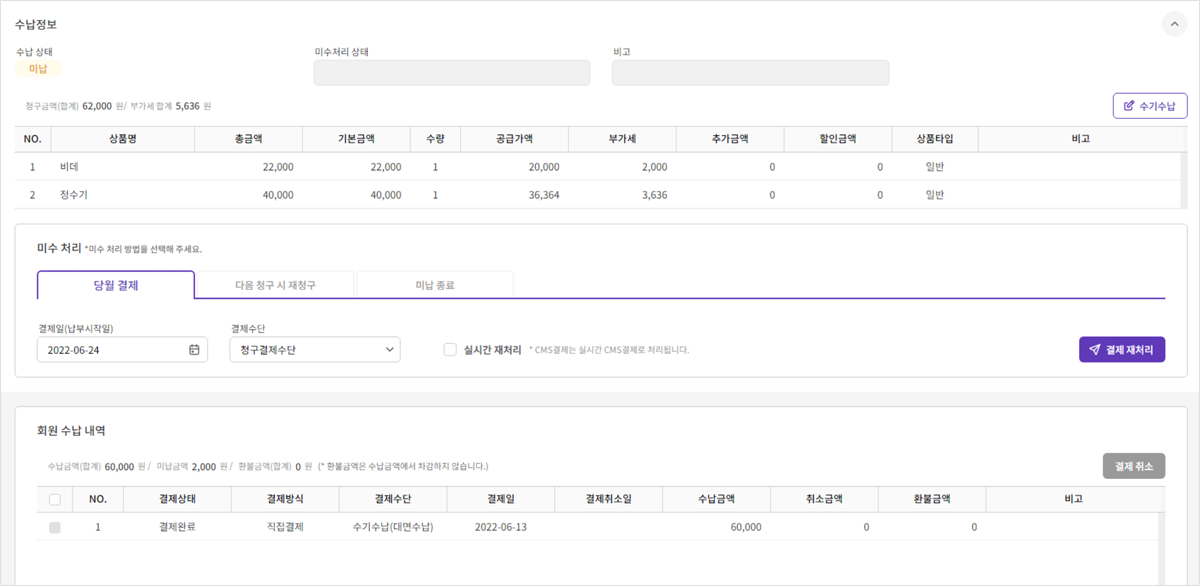 수납정보
수납 상태 미수처리 상태 비고
미납
청구금액(합계) 62,000 원/ 부가세 합계 5,636 원 수기수납
NO. 상품명 총금액 기본금액 수량 공급가액 부가세 추가금액 할인금액 상품타입 비고
1 비데 22,000 22,000 1 20,000 2,000 0 0 일반
2 정수기 40,000 40,000 1 36,364 3,636 0 0 일반
미수 처리 *미수 처리 방법을 선택해 주세요.
당월 결제 다음 청구 시 재청구 미납 종료
결제일(납부시작일) 결제수단
2022-06-24 청구결제수단 실시간 재처리 * CMS결제는 실시간 CMS결제로 처리됩니다. 결제 재처리
회원 수납 내역
수납금액(합계) 60,000 원 / 미납금액 2,000 원 / 환불금액(합계) 0 원 (* 환불금액은 수납금액에서 차감하지 않습니다.) 결제 취소
NO. 결제상태 결제방식 결제수단 결제일 결제취소일 수납금액 취소금액 환불금액 비고
1 결제완료 직접결제 수기수납(대면수납) 2022-06-13 60,000 0 0